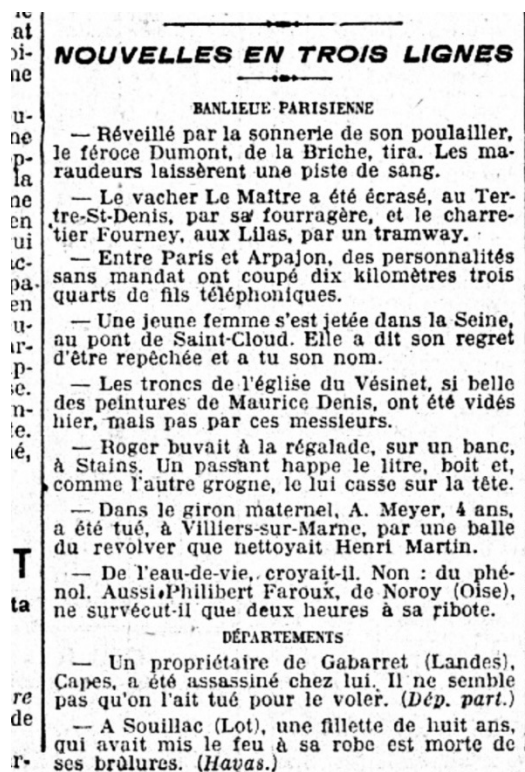 NOUVELLES EN TROIS LIGNES
BANLIEUE PARISIENNE
— Réveillé par la sonnerie de son poulailler,
le féroce Dumont, de la Briche, tira. Les ma-
raudeurs laissèrent une piste de sang.
— Le vacher Le Maître a été écrasé, au Ter-
tre-St-Denis, par sa fourragère, et le charre-
tier Fourney, aux Lilas, par un tramway.
— Entre Paris et Arpajon, des personnalités
sans mandat ont coupé dix kilomètres trois
quarts de fils téléphoniques.
— Une jeune femme s'est jetée dans la Seine,
au pont de Saint-Cloud. Elle a dit son regret
d'être repêchée et a tu son nom.
— Les troncs de l'église du Vésinet, si belle
des peintures de Maurice Denis, ont été vidés
hier, mais pas par ces messieurs.
— Roger buvait à la régalade, sur un banc,
à Stains. Un passant happe le litre, boit et,
comme l'autre grogne, le lui casse sur la tête.
— Dans le giron maternel, A. Meyer, 4 ans,
a été tué, à Villiers-sur-Marne, par une balle
du revolver que nettoyait Henri Martin.
— De l'eau-de-vie, croyait-il. Non : du phé-
nol. Aussi Philibert Faroux, de Noroy (Oise),
ne survécut-il que deux heures à sa ribote.
DÉPARTEMENTS
— Un propriétaire de Gabarret (Landes),
Capes, a été assassiné chez lui. Il ne semble
pas qu'on l'ait tué pour le voler. (Dép. part.)
— A Souillac (Lot), une fillette de huit ans,
qui avait mis le feu à sa robe est morte de
ses brûlures. (Havas.)